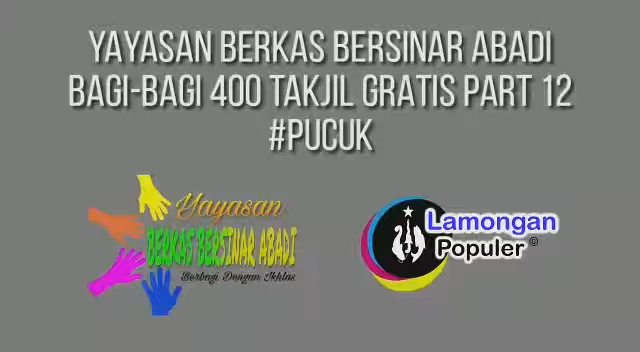 YAYASAN BERKAS BERSINAR ABADI
BAGI-BAGI 400 TAKJIL GRATIS PART 12
#PUCUK
Yayasan
BERKAS BERSINAR ABADI
Berbagi Dengan Ikhlas
Lamongan
Populer ©